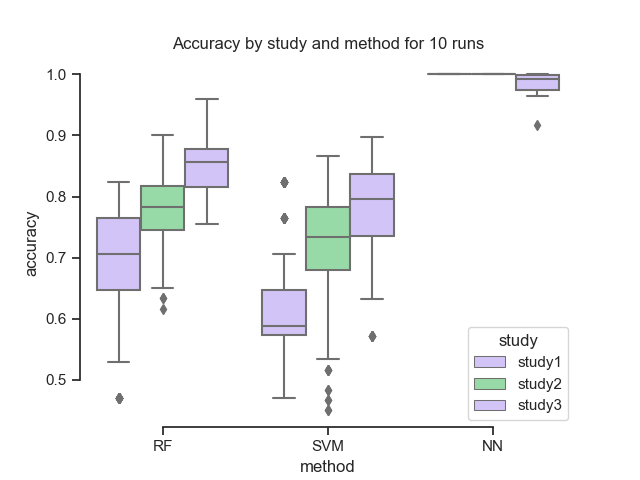 Accuracy by study and method for 10 runs
accuracy
1.0
0.9
0.8
0.7
0.6
0.5
study
study1
study2
study3
RF
SVM
NN
method